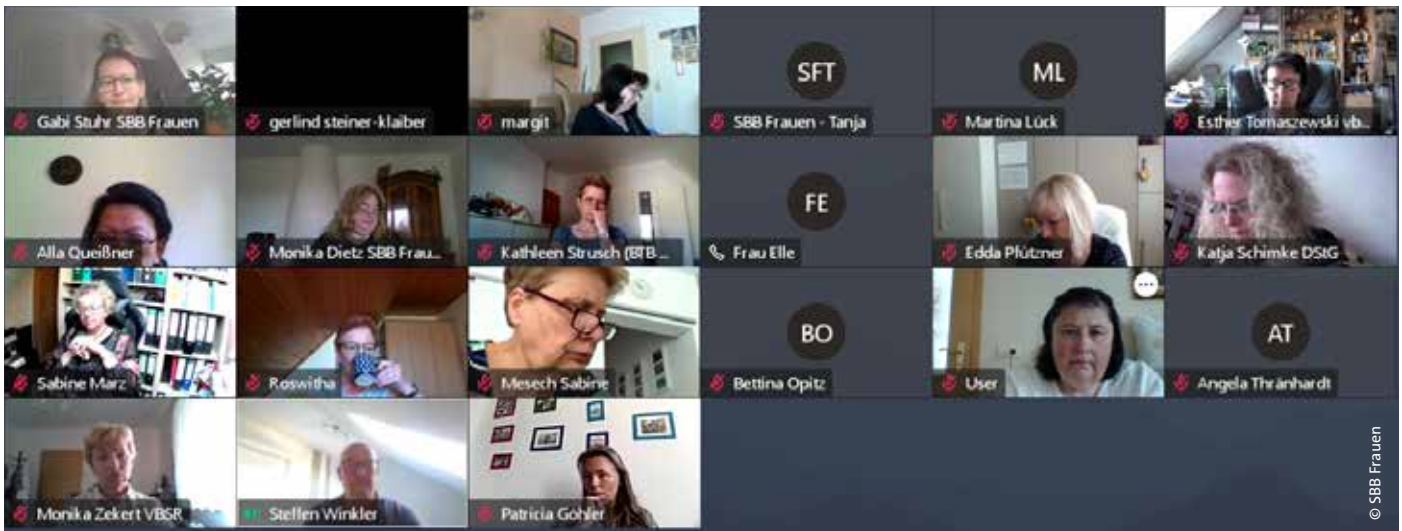 Gabi Stuhr SBB Frauen
gerlind steiner-klaiber
margit
SFT
SBB Frauen - Tanja
ML
Martina Lück
Esther Tomaszewski vb...
Alla Queißner
Monika Dietz SBB Frau...
Kathleen Strusch (BTB ...
FE
Frau Elle
Edda Pfützner
Katja Schimke DStG
Sabine Marz
Roswitha
Mesech Sabine
BO
Bettina Opitz
User
AT
Angela Thränhardt
Monika Zekert VBSR
Steffen Winkler
Patricia Göhler
© SBB Frauen